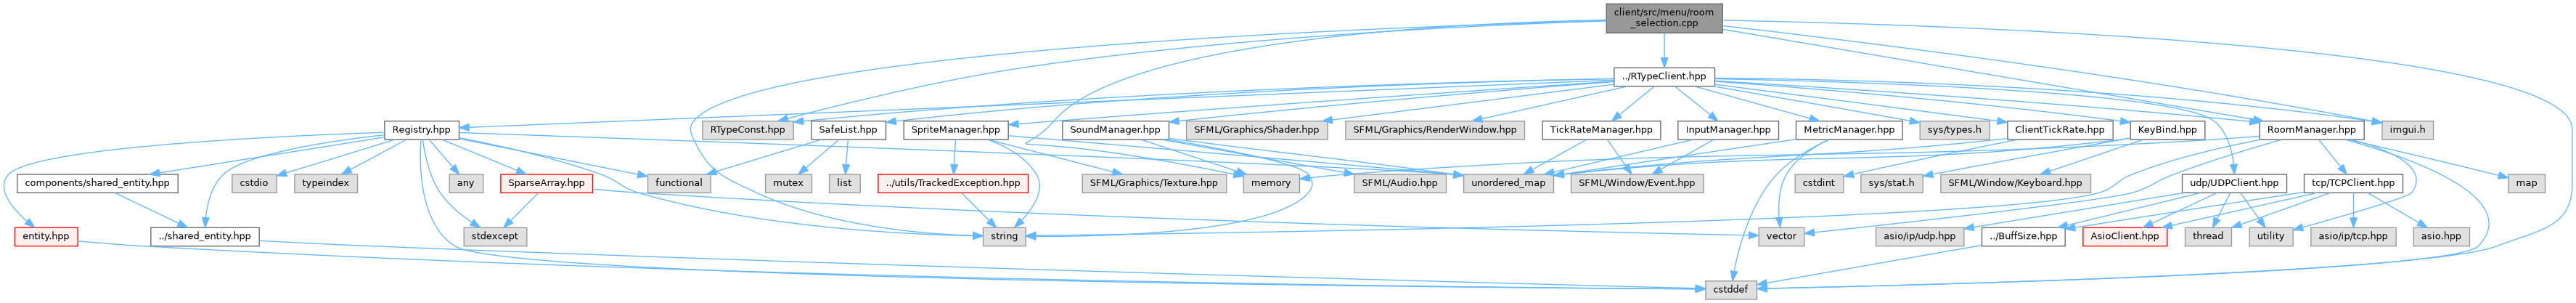 client/src/menu/room
_selection.cpp
../RTypeClient.hpp
Registry.hpp
RTypeConst.hpp
SafeList.hpp
SpriteManager.hpp
SoundManager.hpp
SFML/Graphics/Shader.hpp
SFML/Graphics/RenderWindow.hpp
TickRateManager.hpp
InputManager.hpp
MetricManager.hpp
sys/types.h
ClientTickRate.hpp
KeyBind.hpp
RoomManager.hpp
imgui.h
components/shared_entity.hpp
cstdio
typeindex
any
SparseArray.hpp
functional
mutex
list
../utils/TrackedException.hpp
SFML/Graphics/Texture.hpp
memory
SFML/Audio.hpp
unordered_map
SFML/Window/Event.hpp
cstdint
sys/stat.h
SFML/Window/Keyboard.hpp
udp/UDPClient.hpp
tcp/TCPClient.hpp
map
entity.hpp
../shared_entity.hpp
stdexcept
string
vector
asio/ip/udp.hpp
../BuffSize.hpp
AsioClient.hpp
thread
utility
asio/ip/tcp.hpp
asio.hpp
cstddef